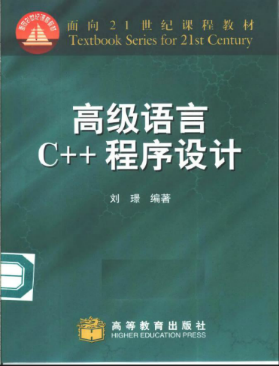 面向21世纪课程教材
Textbook Series for 21st Century
高级语言
C++程序设计
刘璟 编著
高等教育出版社
HIGHER EDUCATION PRESS